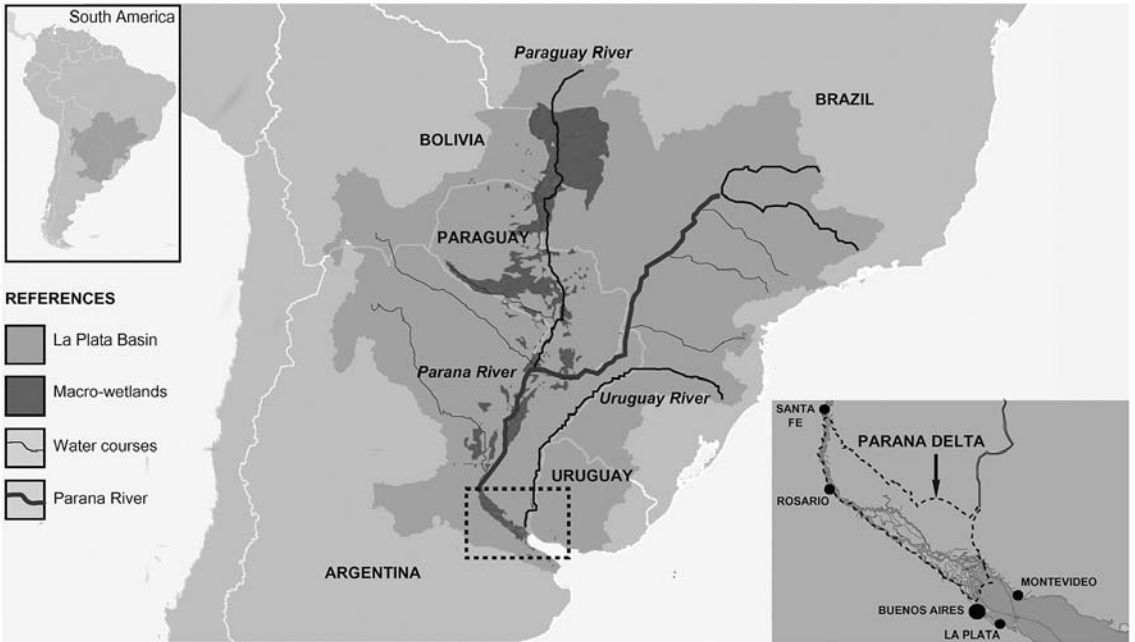 South America
Paraguay River
BRAZIL
BOLIVIA
PARAGUAY
REFERENCES
La Plata Basin
Macro-wetlands
Water courses
Parana River
Parana River
Uruguay River
URUGUAY
ARGENTINA
SANTA
FE
PARANA DELTA
ROSARIO
MONTEVIDEO
BUENOS AIRES
LA PLATA